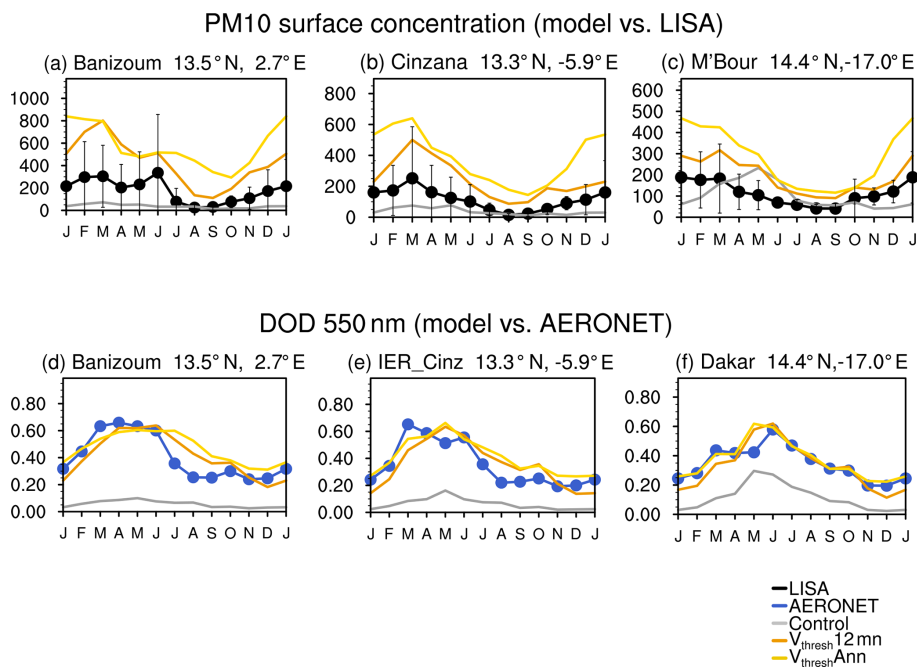 PM10 surface concentration (model vs. LISA)
(a) Banizoum 13.5° N, 2.7° E
(b) Cinzana 13.3° N, -5.9° E
(c) M'Bour 14.4° N,-17.0° E
1000
800
600
400
200
0
J F M A M J J A S O N D J
800
600
400
200
0
J F M A M J J A S O N D J
600
500
400
300
200
100
0
J F M A M J J A S O N D J
DOD 550 nm (model vs. AERONET)
(d) Banizoum 13.5° N, 2.7° E
(e) IER_Cinz 13.3° N, -5.9° E
(f) Dakar 14.4° N,-17.0° E
0.80
0.60
0.40
0.20
0.00
J F M A M J J A S O N D J
0.80
0.60
0.40
0.20
0.00
J F M A M J J A S O N D J
0.80
0.60
0.40
0.20
0.00
J F M A M J J A S O N D J
LISA
AERONET
Control
Vthresh12mn
VthreshAnn